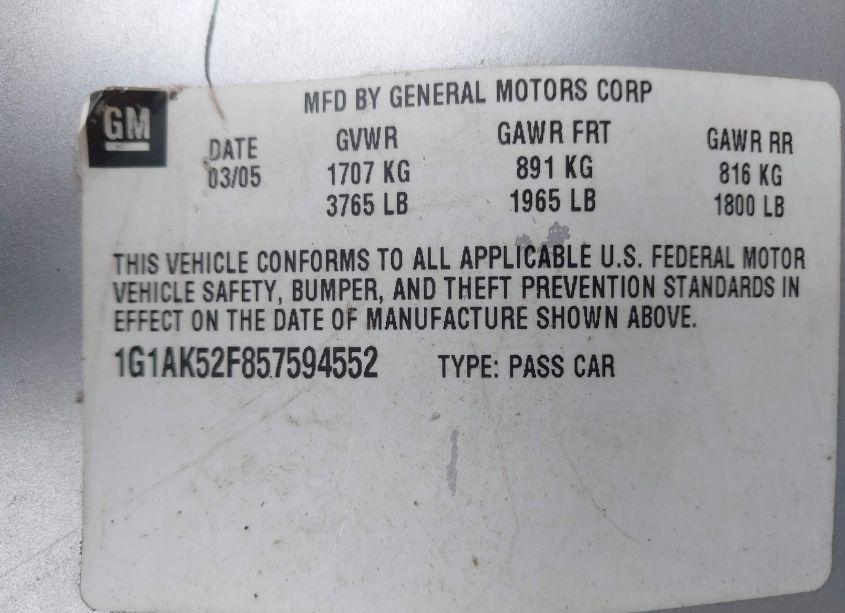 GM
MFD BY GENERAL MOTORS CORP
DATE GVWR GAWR FRT GAWR RR
03/05 1707 KG 891 KG 816 KG
3765 LB 1965 LB 1800 LB
THIS VEHICLE CONFORMS TO ALL APPLICABLE U.S. FEDERAL MOTOR
VEHICLE SAFETY, BUMPER, AND THEFT PREVENTION STANDARDS IN
EFFECT ON THE DATE OF MANUFACTURE SHOWN ABOVE.
1G1AK52F857594552 TYPE: PASS CAR